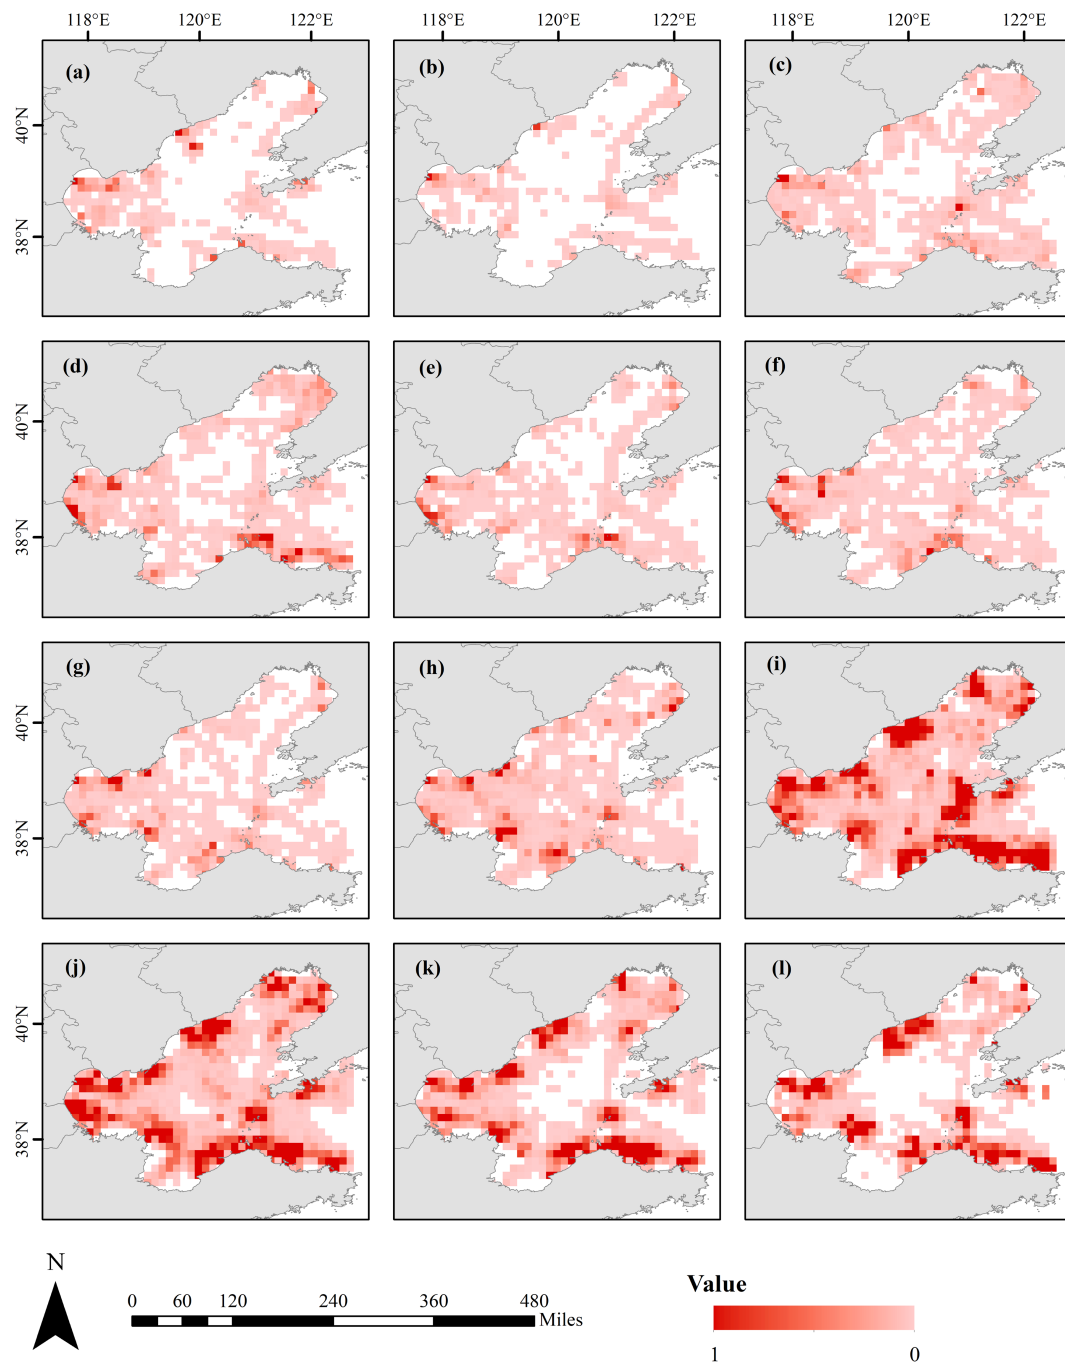 118°E 120°E 122°E 118°E 120°E 122°E 118°E 120°E 122°E
(a) (b) (c)
40°N
38°N
(d) (e) (f)
40°N
38°N
(g) (h) (i)
40°N
38°N
(j) (k) (l)
40°N
38°N
N
0 60 120 240 360 480
Miles
Value
1 0